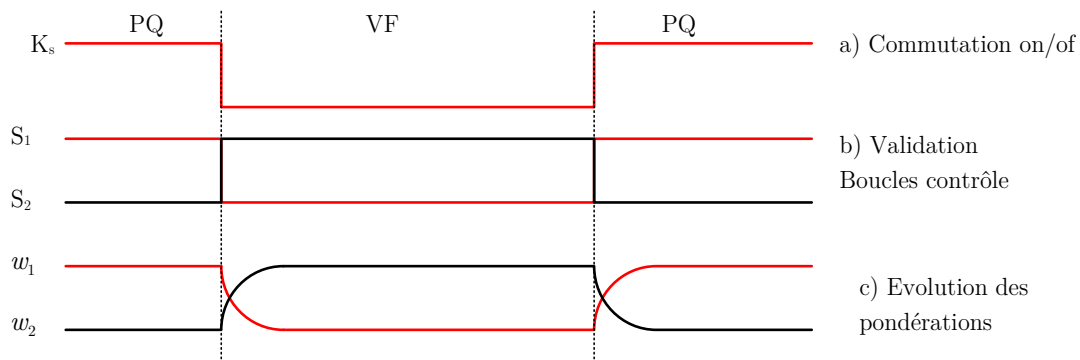 PQ VF PQ
Ks a) Commutation on/of
S1 b) Validation
Boucles contrôle
S2
w1 c) Evolution des
pondérations
w2